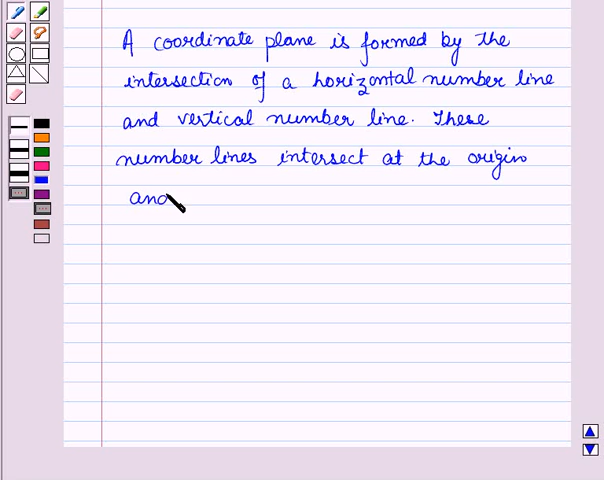 A coordinate plane is formed by the
intersection of a horizontal number line
and vertical number line. These
number lines intersect at the origin
and